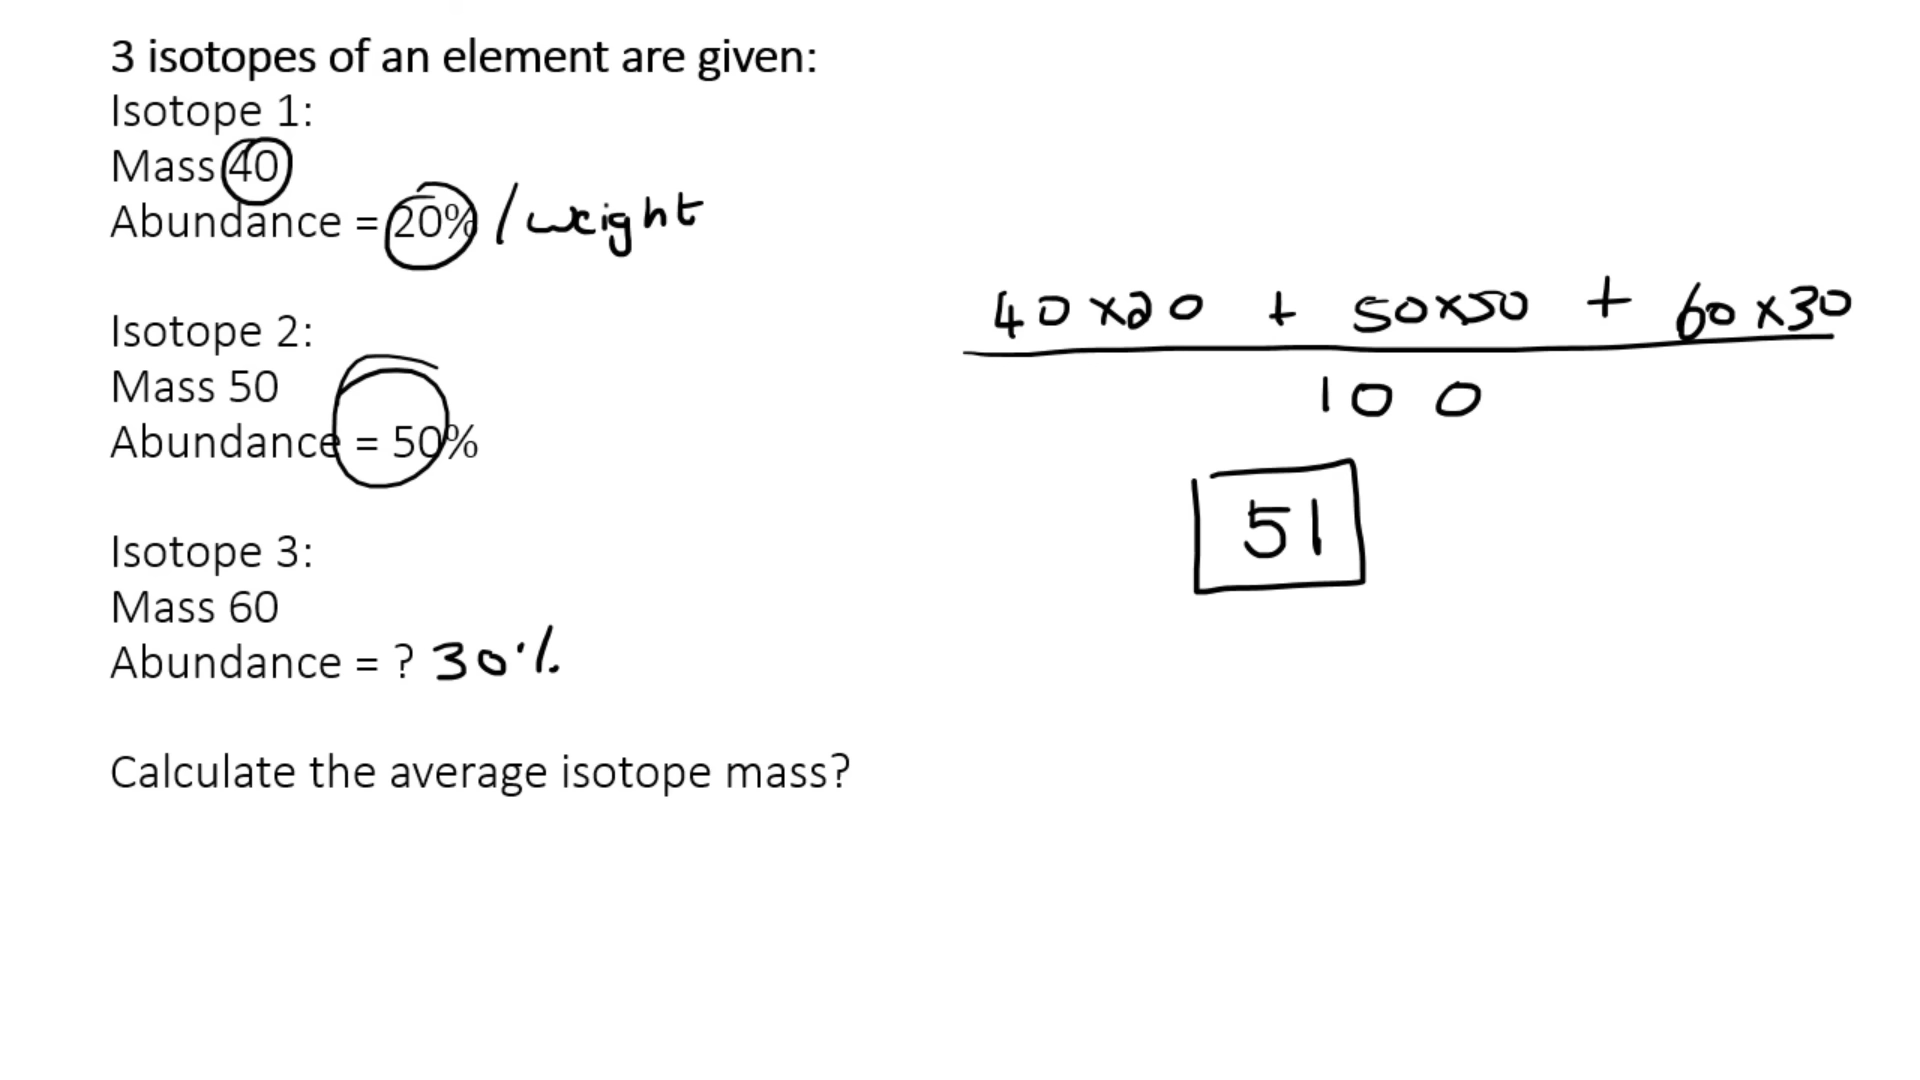 3 isotopes of an element are given:
Isotope 1:
Mass 40
Abundance = 20% / weight
Isotope 2:
Mass 50
Abundance = 50%
Isotope 3:
Mass 60
Abundance = ? 30%
Calculate the average isotope mass?
40x20 + 50x50 + 60x30
100
51